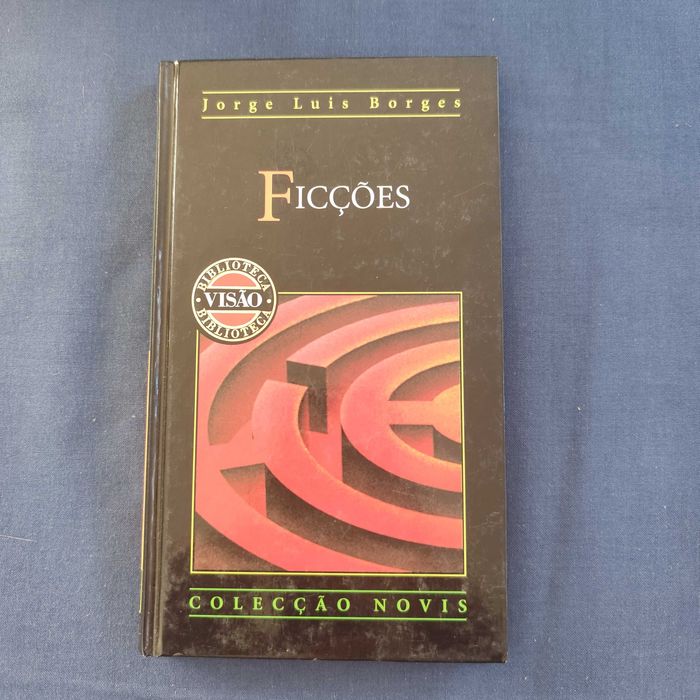 Jorge Luis Borges
FICÇÕES
BIBLIOTECA
VISÃO
BIBLIOTECA
COLECÇÃO NOVIS